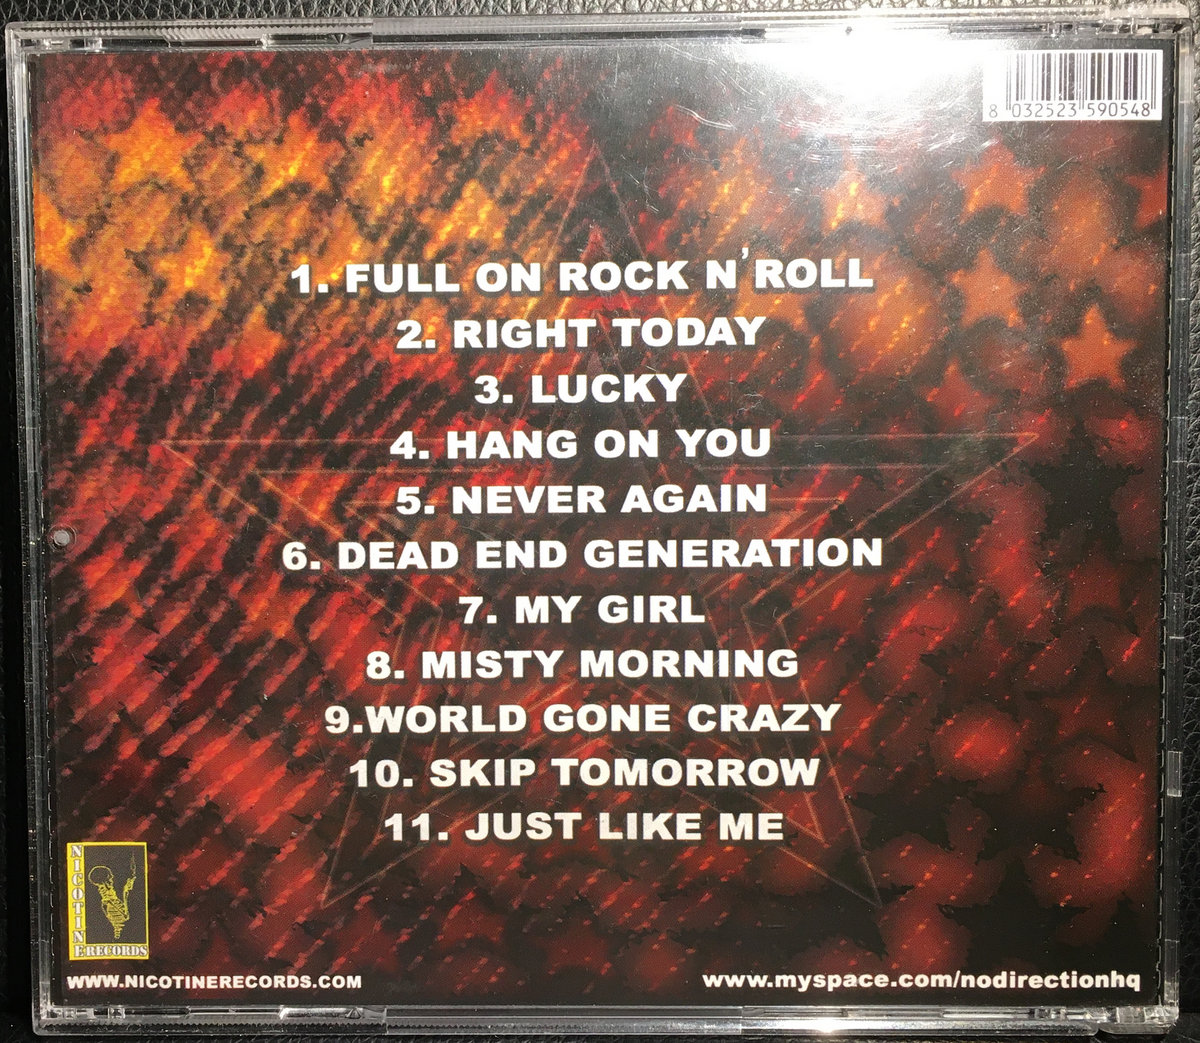 8 032523 590548
1. FULL ON ROCK N'ROLL
2. RIGHT TODAY
3. LUCKY
4. HANG ON YOU
5. NEVER AGAIN
6. DEAD END GENERATION
7. MY GIRL
8. MISTY MORNING
9.WORLD GONE CRAZY
10. SKIP TOMORROW
11. JUST LIKE ME
NICOTINE RECORDS
WWW.NICOTINERECORDS.COM
www.myspace.com/nodirectionhq